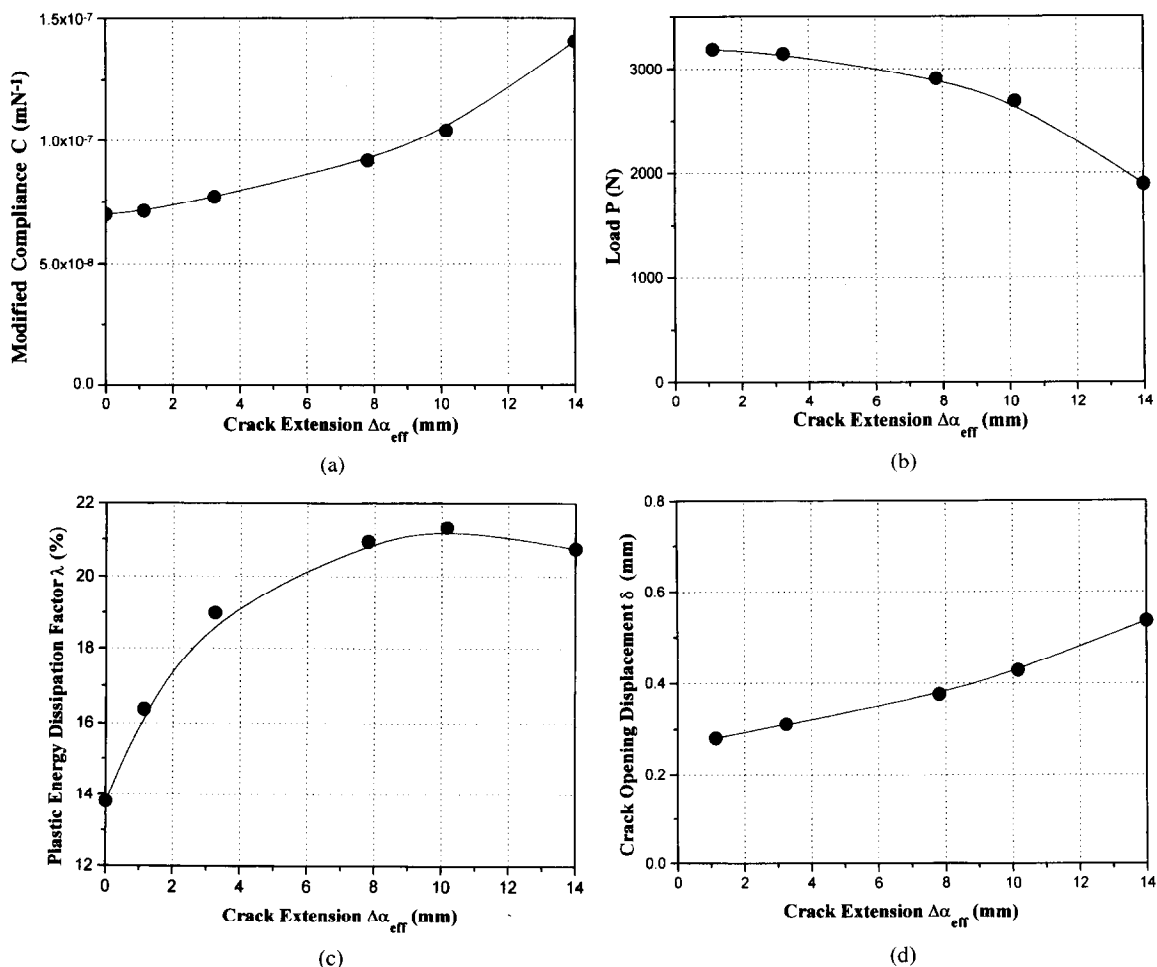 Modified Compliance C (mN⁻¹)
1.5x10⁻⁷
1.0x10⁻⁷
5.0x10⁻⁸
0.0
0 2 4 6 8 10 12 14
Crack Extension Δα_eff (mm)
(a)
Load P (N)
3000
2000
1000
0
0 2 4 6 8 10 12 14
Crack Extension Δα_eff (mm)
(b)
Plastic Energy Dissipation Factor λ (%)
22
20
18
16
14
12
0 2 4 6 8 10 12 14
Crack Extension Δα_eff (mm)
(c)
Crack Opening Displacement δ (mm)
0.8
0.6
0.4
0.2
0.0
0 2 4 6 8 10 12 14
Crack Extension Δα_eff (mm)
(d)